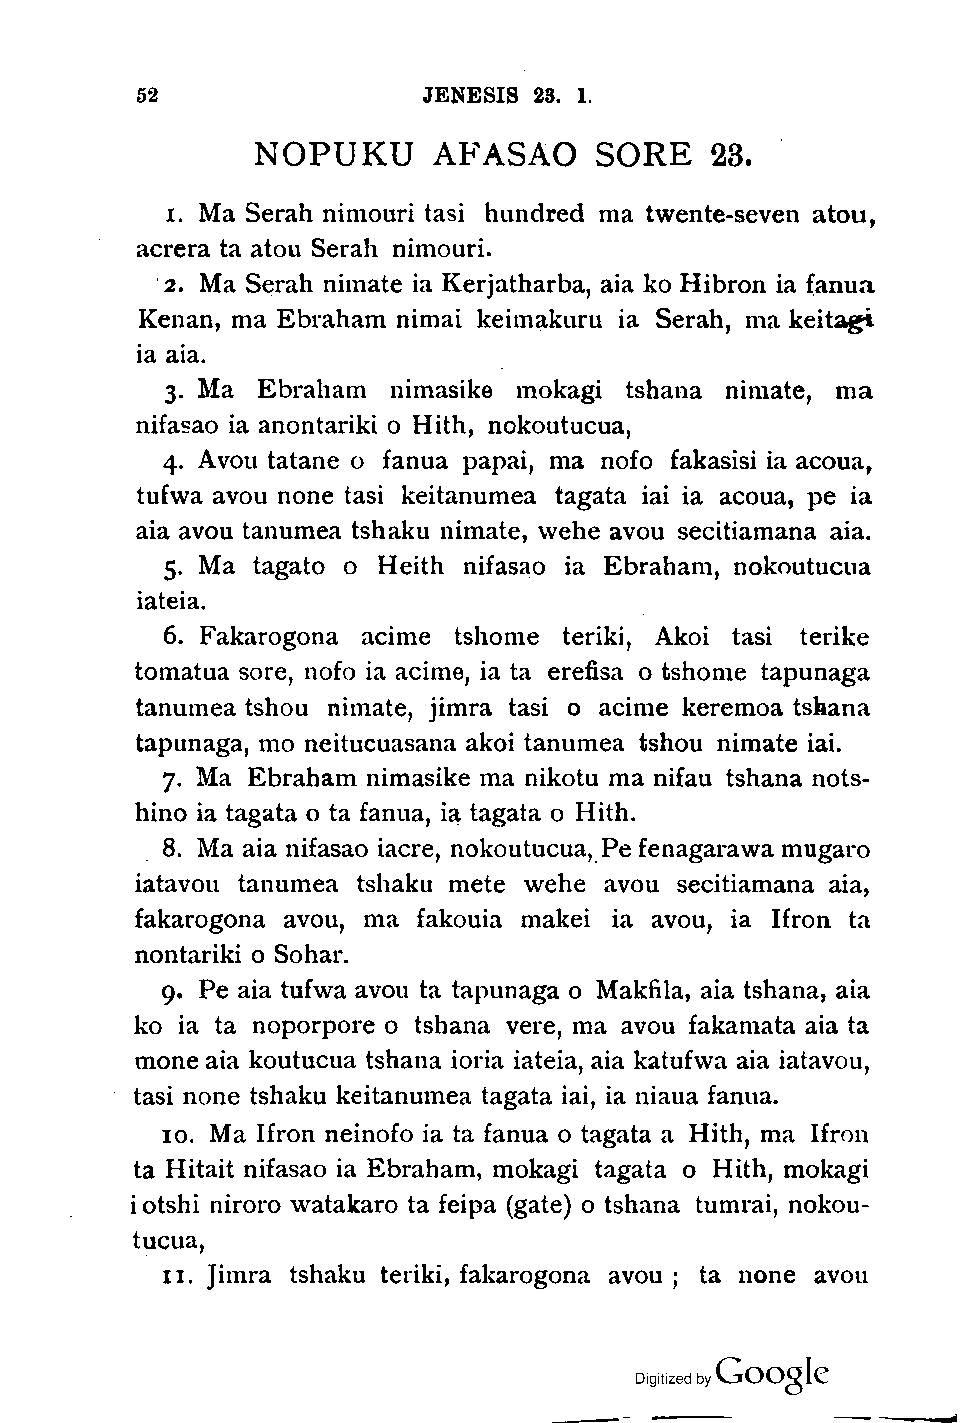 52 JENESIS 23. 1.
NOPUKU AFASAO SORE 23.
1. Ma Serah nimouri tasi hundred ma twente-seven atou,
acrera ta atou Serah nimouri.
2. Ma Serah nimate ia Kerjatharba, aia ko Hibron ia fanua
Kenan, ma Ebraham nimai keimakuru ia Serah, ma keitagi
ia aia.
3. Ma Ebraham nimasike mokagi tshana nimate, ma
nifasao ia anontariki o Hith, nokoutucua,
4. Avou tatane o fanua papai, ma nofo fakasisi ia acoua,
tufwa avou none tasi keitanumea tagata iai ia acoua, pe ia
aia avou tanumea tshaku nimate, wehe avou secitiamana aia.
5. Ma tagato o Heith nifasao ia Ebraham, nokoutucua
iateia.
6. Fakarogona acime tshome teriki, Akoi tasi terike
tomatua sore, nofo ia acime, ia ta erefisa o tshome tapunaga
tanumea tshou nimate, jimra tasi o acime keremoa tshana
tapunaga, mo neitucuasana akoi tanumea tshou nimate iai.
7. Ma Ebraham nimasike ma nikotu ma nifau tshana nots-
hino ia tagata o ta fanua, ia tagata o Hith.
8. Ma aia nifasao iacre, nokoutucua, Pe fenagarawa mugaro
iatavou tanumea tshaku mete wehe avou secitiamana aia,
fakarogona avou, ma fakouia makei ia avou, ia Ifron ta
nontariki o Sohar.
9. Pe aia tufwa avou ta tapunaga o Makfila, aia tshana, aia
ko ia ta noporpore o tshana vere, ma avou fakamata aia ta
mone aia koutucua tshana ioria iateia, aia katufwa aia iatavou,
tasi none tshaku keitanumea tagata iai, ia niaua fanua.
10. Ma Ifron neinofo ia ta fanua o tagata a Hith, ma Ifron
ta Hitait nifasao ia Ebraham, mokagi tagata o Hith, mokagi
i otshi niroro watakaro ta feipa (gate) o tshana tumrai, nokou-
tucua,
11. Jimra tshaku teriki, fakarogona avou ; ta none avou
Digitized by Google